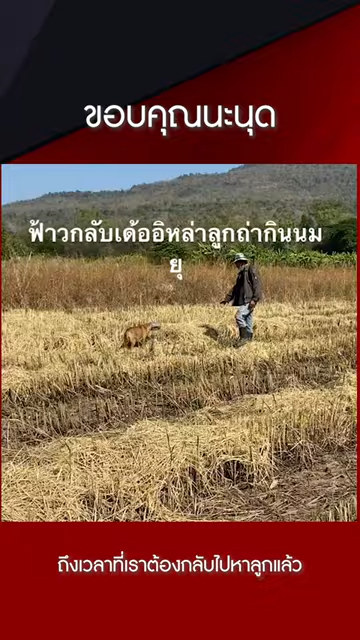 ขอบคุณนะนุด
ฟ้าวกลับเด้ออิหล่าลูกถ่ากินนม
ยุ
ถึงเวลาที่เราต้องกลับไปหาลูกแล้ว